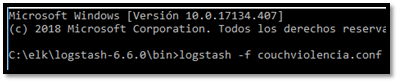 Microsoft Windows [Versión 10.0.17134.407]
(c) 2018 Microsoft Corporation. Todos los derechos reserva
C:\elk\logstash-6.6.0\bin>logstash -f couchviolencia.conf